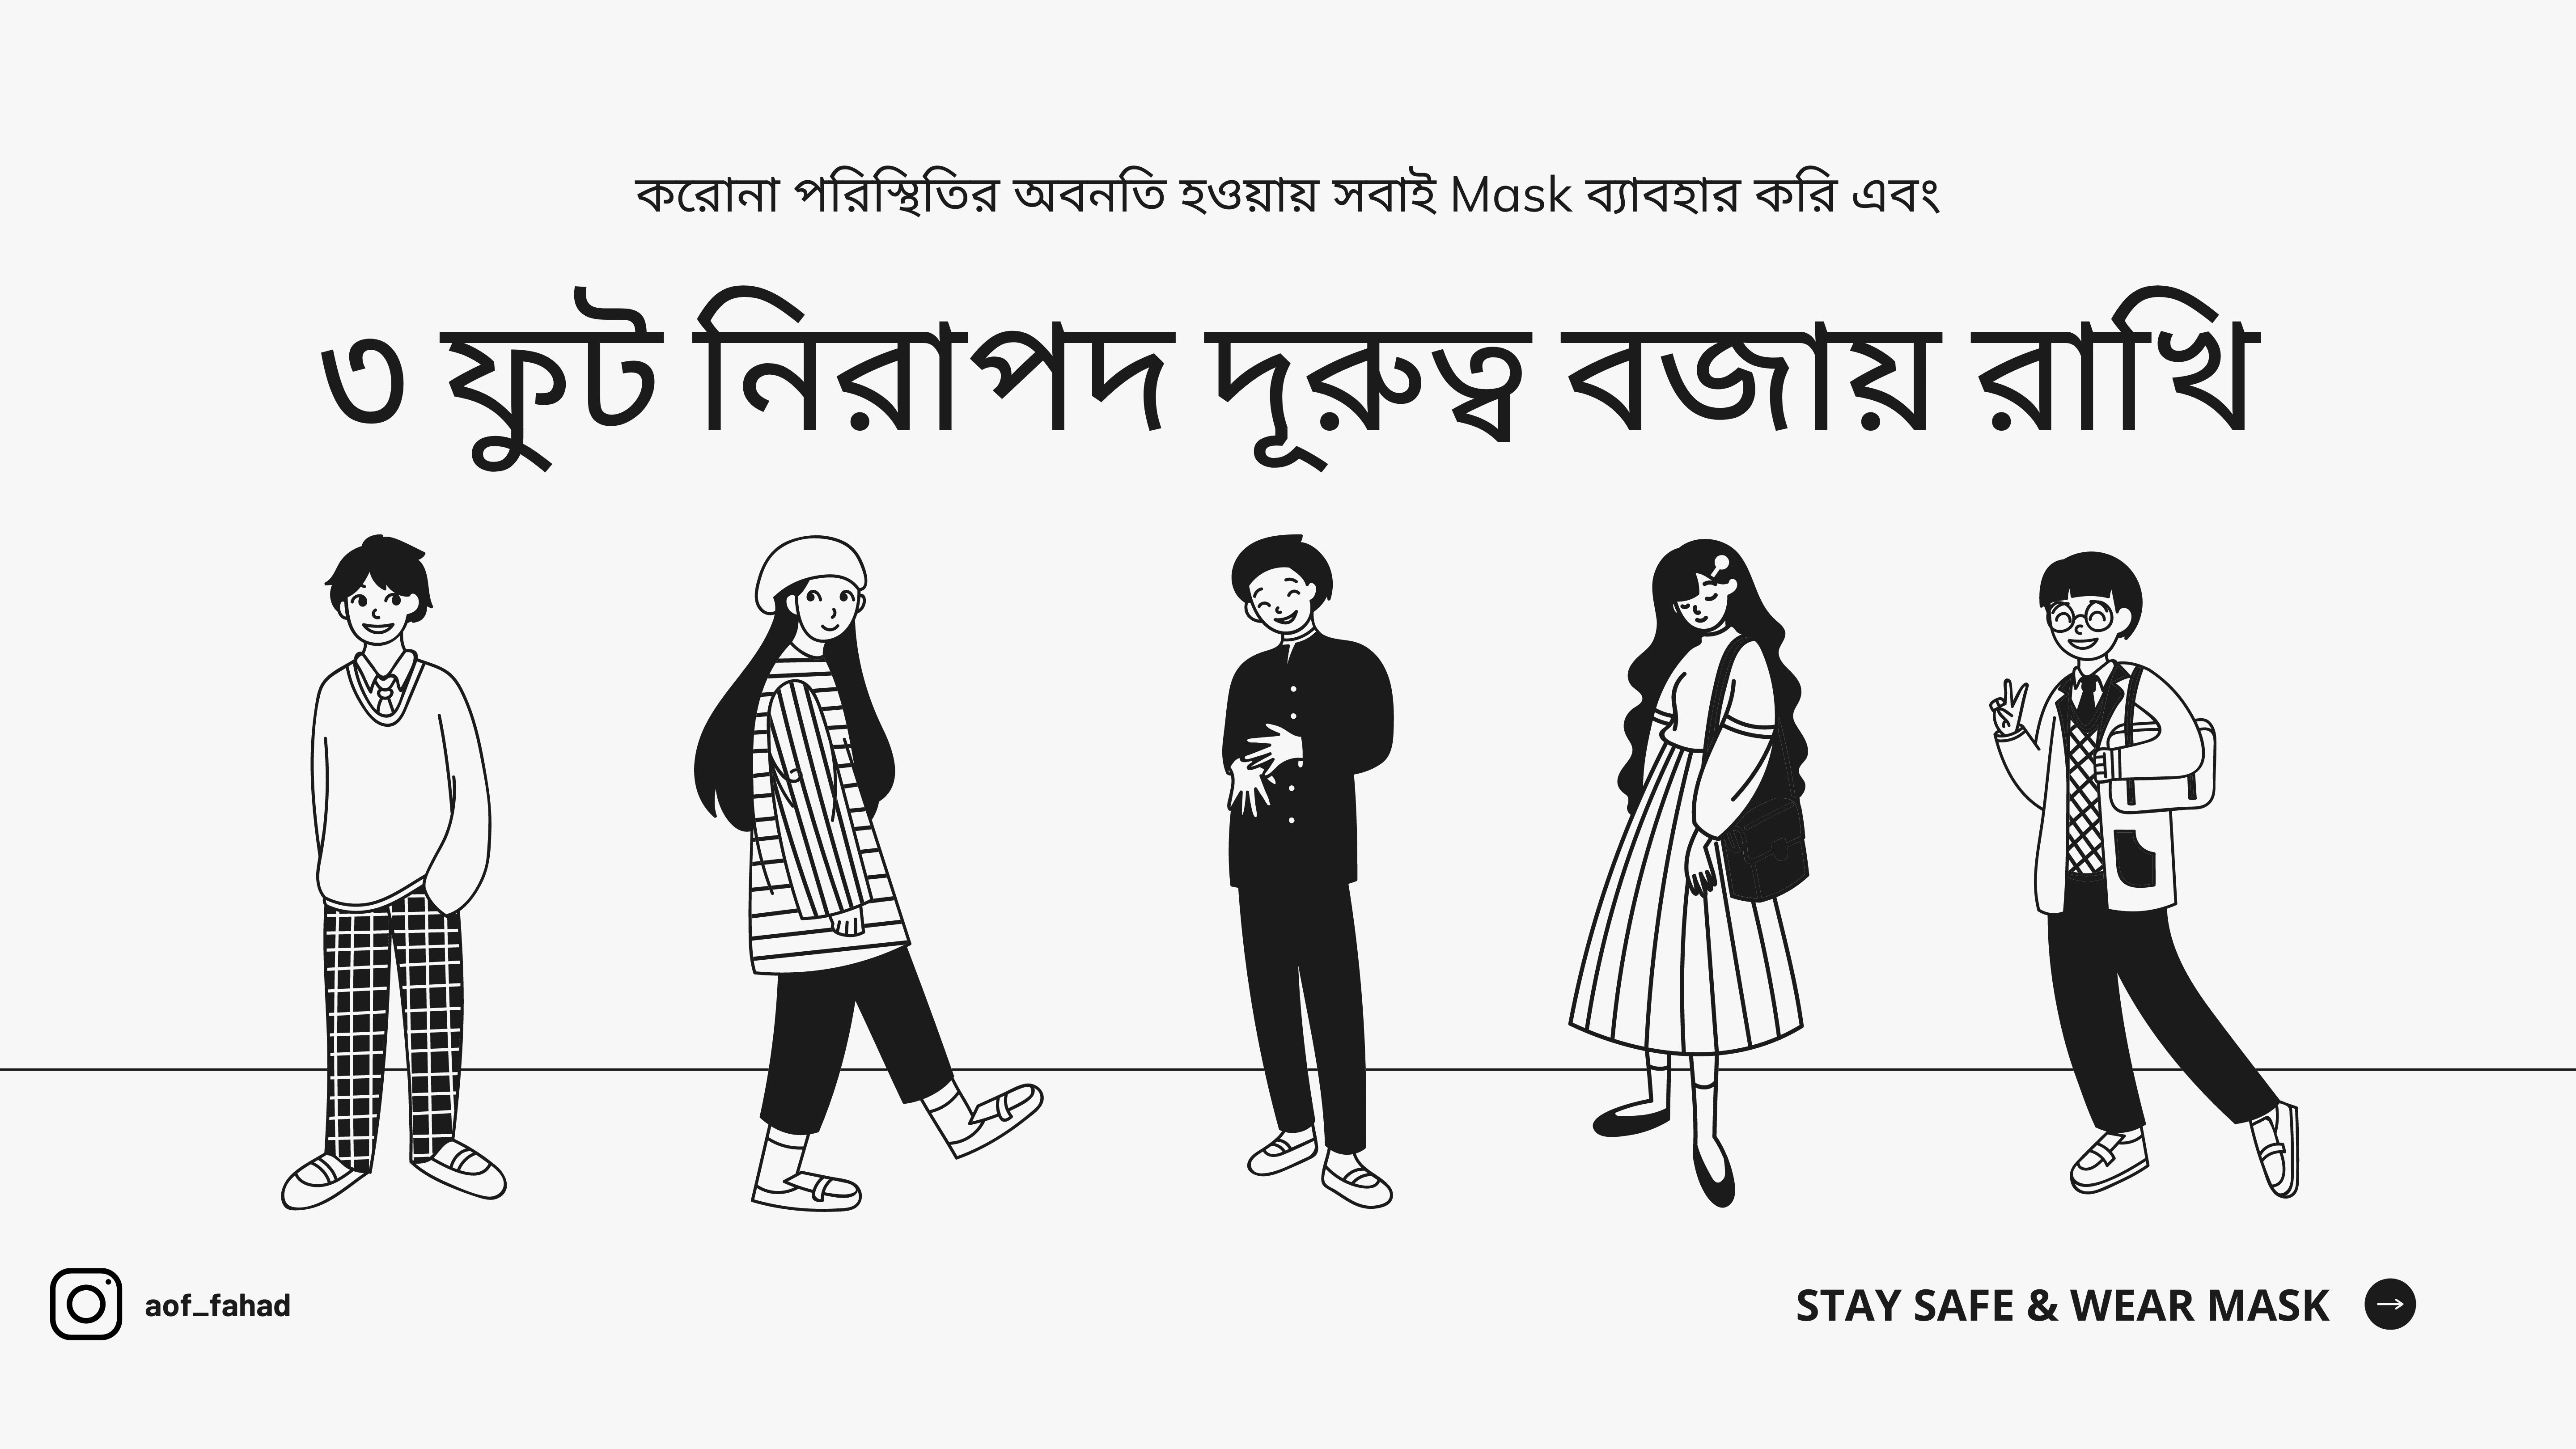 করোনা পরিস্থিতির অবনতি হওয়ায় সবাই Mask ব্যাবহার করি এবং
৩ ফুট নিরাপদ দূরুত্ব বজায় রাখি
aof_fahad
STAY SAFE & WEAR MASK